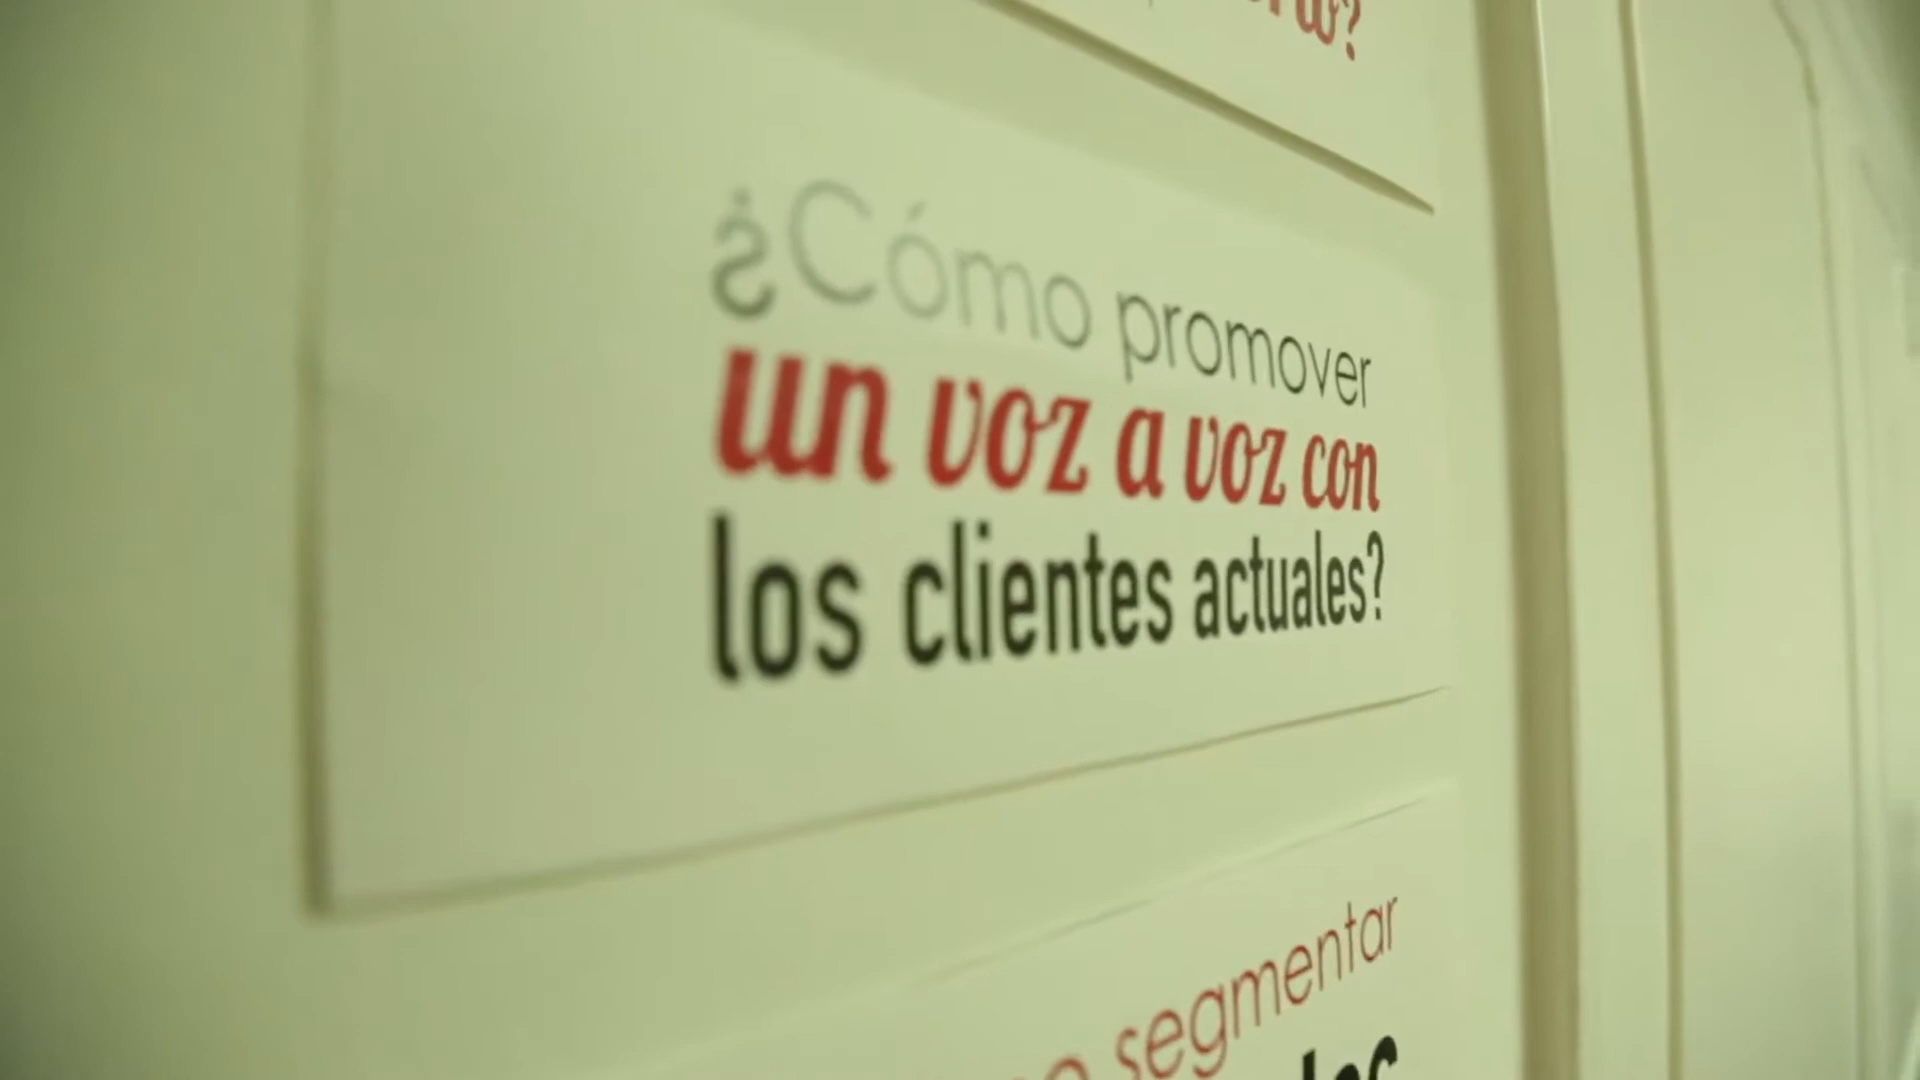 ¿Cómo promover
un voz a voz con
los clientes actuales?
segmentar